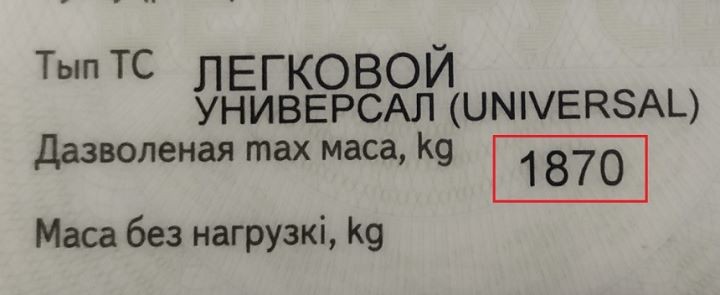 Тып ТС ЛЕГКОВОЙ
УНИВЕРСАЛ (UNIVERSAL)
Дазволеная max маса, kg 1870
Маса без нагрузкі, kg